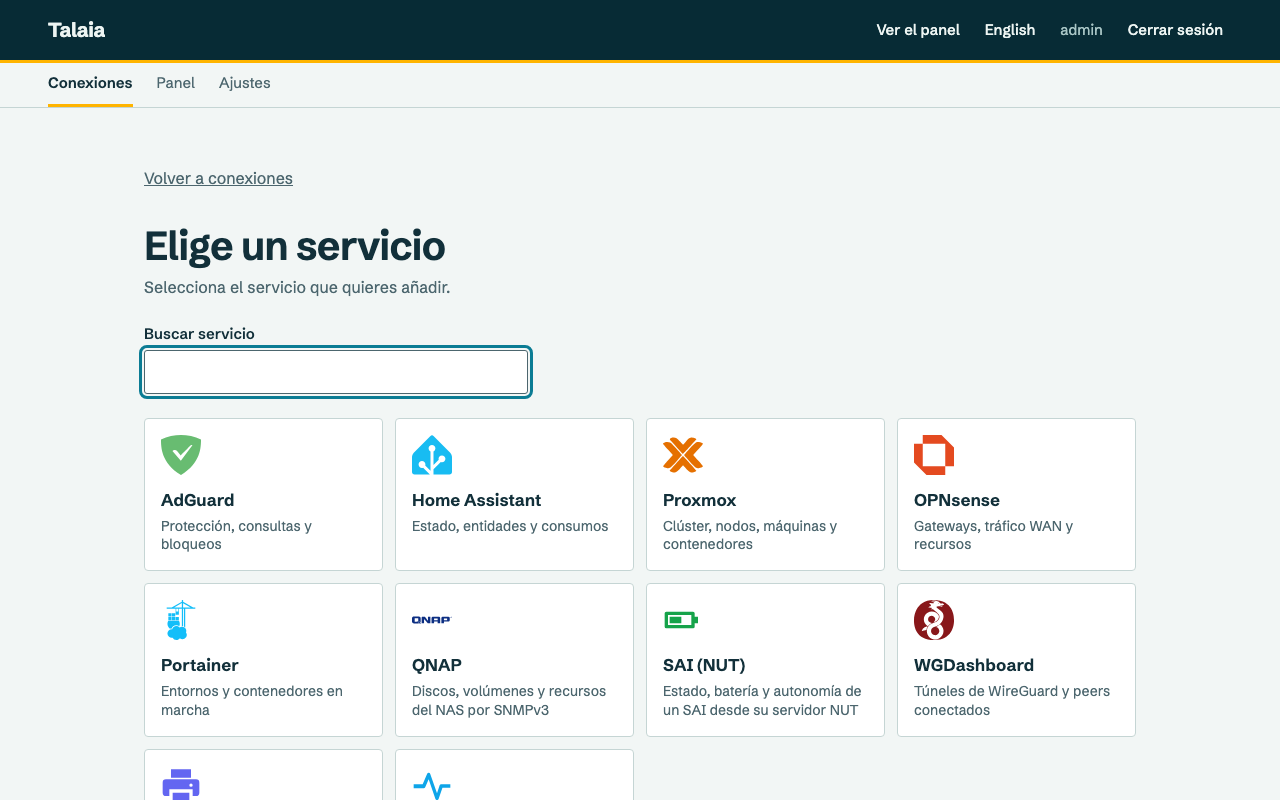 Talaia
Ver el panel
English
admin
Cerrar sesión
Conexiones
Panel
Ajustes
Volver a conexiones
Elige un servicio
Selecciona el servicio que quieres añadir.
Buscar servicio
AdGuard
Protección, consultas y
bloqueos
Home Assistant
Estado, entidades y consumos
Proxmox
Clúster, nodos, máquinas y
contenedores
OPNsense
Gateways, tráfico WAN y
recursos
Portainer
Entornos y contenedores en
marcha
QNAP
QNAP
Discos, volúmenes y recursos
del NAS por SNMPv3
SAI (NUT)
Estado, batería y autonomía de
un SAI desde su servidor NUT
WGDashboard
Túneles de WireGuard y peers
conectados